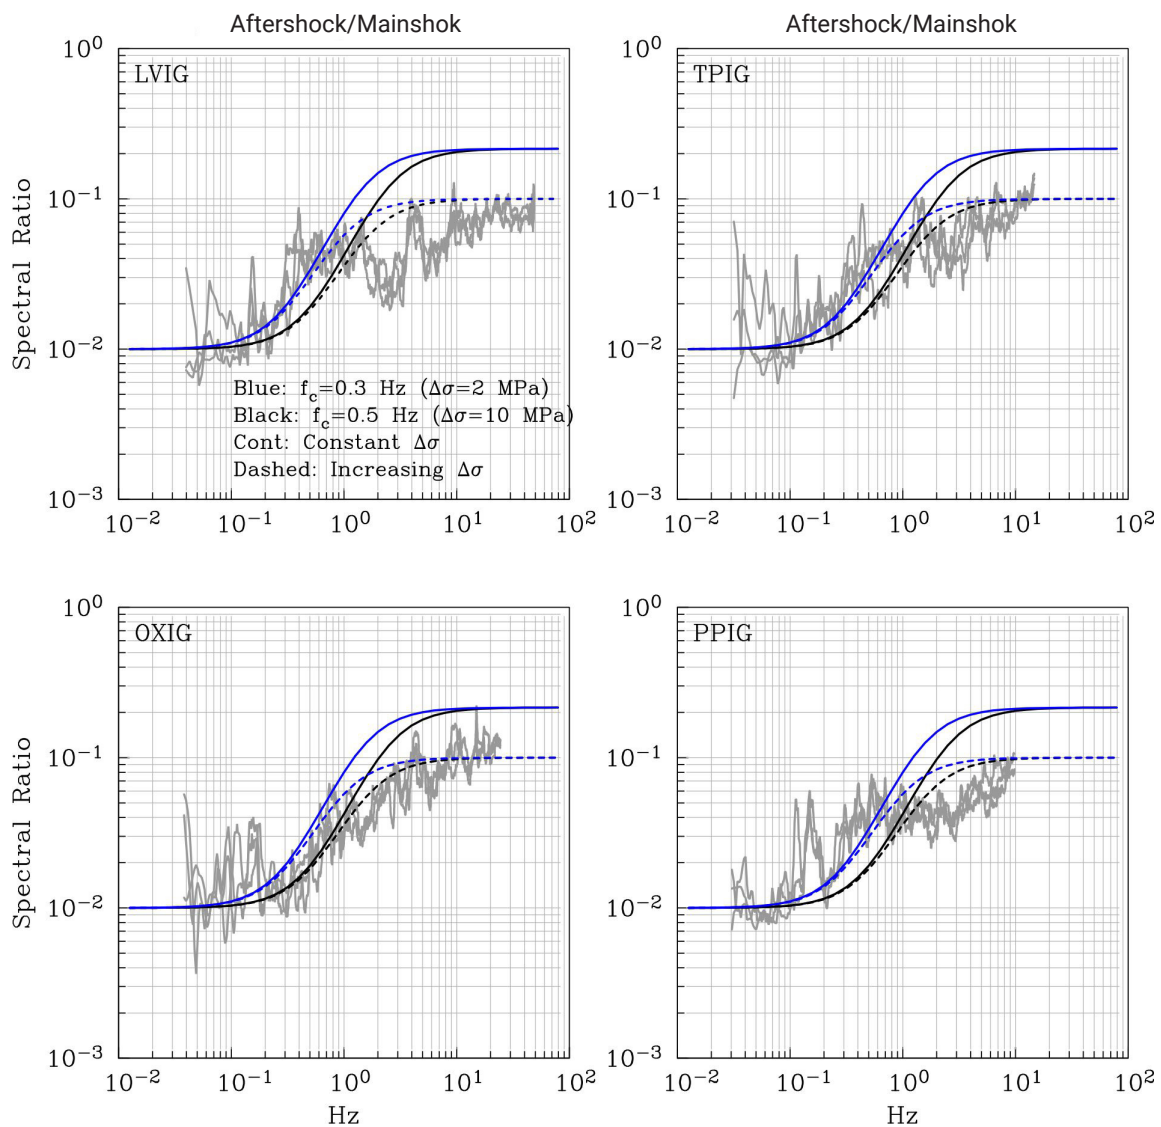 Aftershock/Mainshok
Aftershock/Mainshok
10^0
LVIG
10^-1
Spectral Ratio
10^-2
Blue: f_c=0.3 Hz (Δσ=2 MPa)
Black: f_c=0.5 Hz (Δσ=10 MPa)
Cont: Constant Δσ
Dashed: Increasing Δσ
10^-3
10^-2 10^-1 10^0 10^1 10^2
10^0
TPIG
10^-1
10^-2
10^-3
10^-2 10^-1 10^0 10^1 10^2
10^0
OXIG
10^-1
Spectral Ratio
10^-2
10^-3
10^-2 10^-1 10^0 10^1 10^2
Hz
10^0
PPIG
10^-1
10^-2
10^-3
10^-2 10^-1 10^0 10^1 10^2
Hz